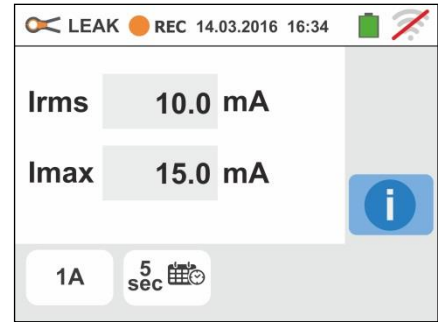 LEAK REC 14.03.2016 16:34
Irms 10.0 mA
Imax 15.0 mA
i
1A 5 sec